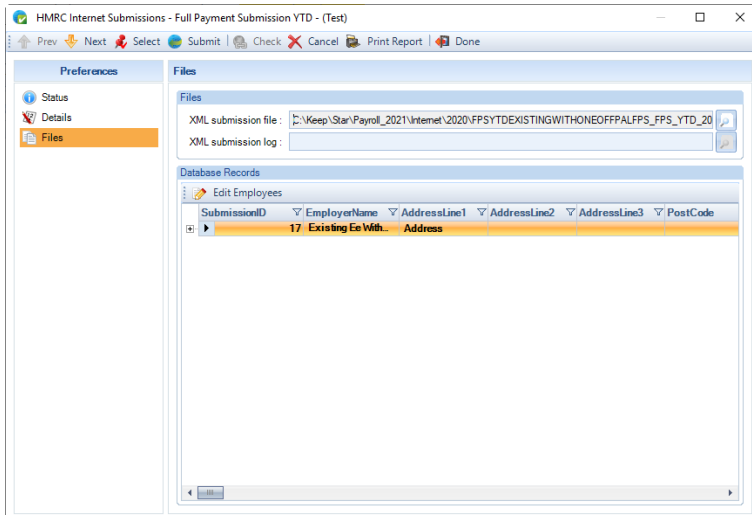 HMRC Internet Submissions - Full Payment Submission YTD - (Test)
Prev Next Select Submit Check Cancel Print Report Done
Preferences
Status
Details
Files
Files
Files
XML submission file : C:\Keep\Star\Payroll_2021\Internet\2020\FPSYTDEXISTINGWITHONEOFFPALFPS_FPS_YTD_20
XML submission log :
Database Records
Edit Employees
SubmissionID EmployerName AddressLine1 AddressLine2 AddressLine3 PostCode
17 Existing Ee With... Address